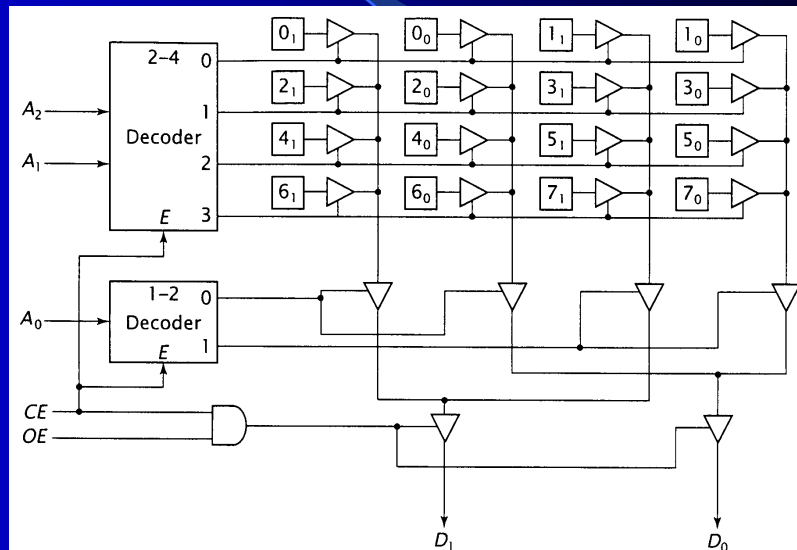 0₁ 0₀ 1₁ 1₀
2–4 0
2₁ 2₀ 3₁ 3₀
A₂ 1
Decoder
4₁ 4₀ 5₁ 5₀
A₁ 2
6₁ 6₀ 7₁ 7₀
E 3
1–2 0
A₀ Decoder
E 1
CE
OE
D₁ D₀